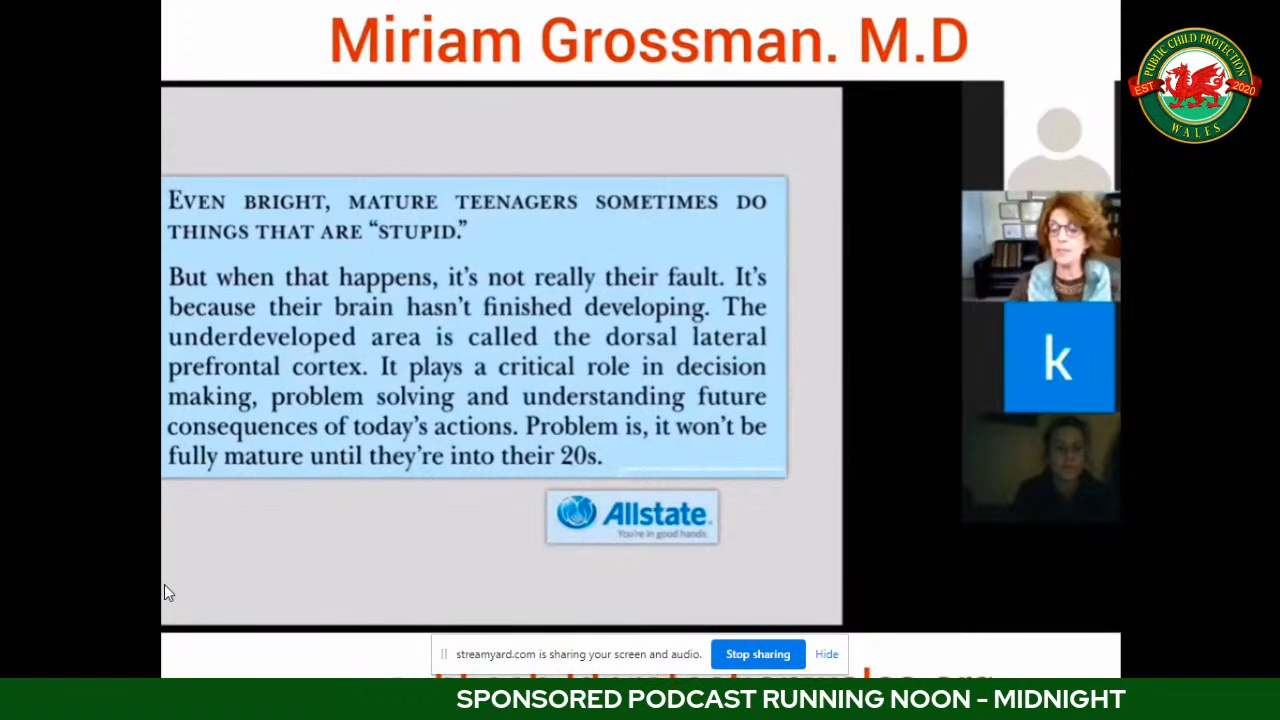 Miriam Grossman. M.D
PUBLIC CHILD PROTECTION
EST 2020
WALES
EVEN BRIGHT, MATURE TEENAGERS SOMETIMES DO
THINGS THAT ARE “STUPID.”
But when that happens, it’s not really their fault. It’s
because their brain hasn’t finished developing. The
underdeveloped area is called the dorsal lateral
prefrontal cortex. It plays a critical role in decision
making, problem solving and understanding future
consequences of today’s actions. Problem is, it won’t be
fully mature until they’re into their 20s.
k
Allstate.
You're in good hands.
streamyard.com is sharing your screen and audio.
Stop sharing
Hide
SPONSORED PODCAST RUNNING NOON - MIDNIGHT